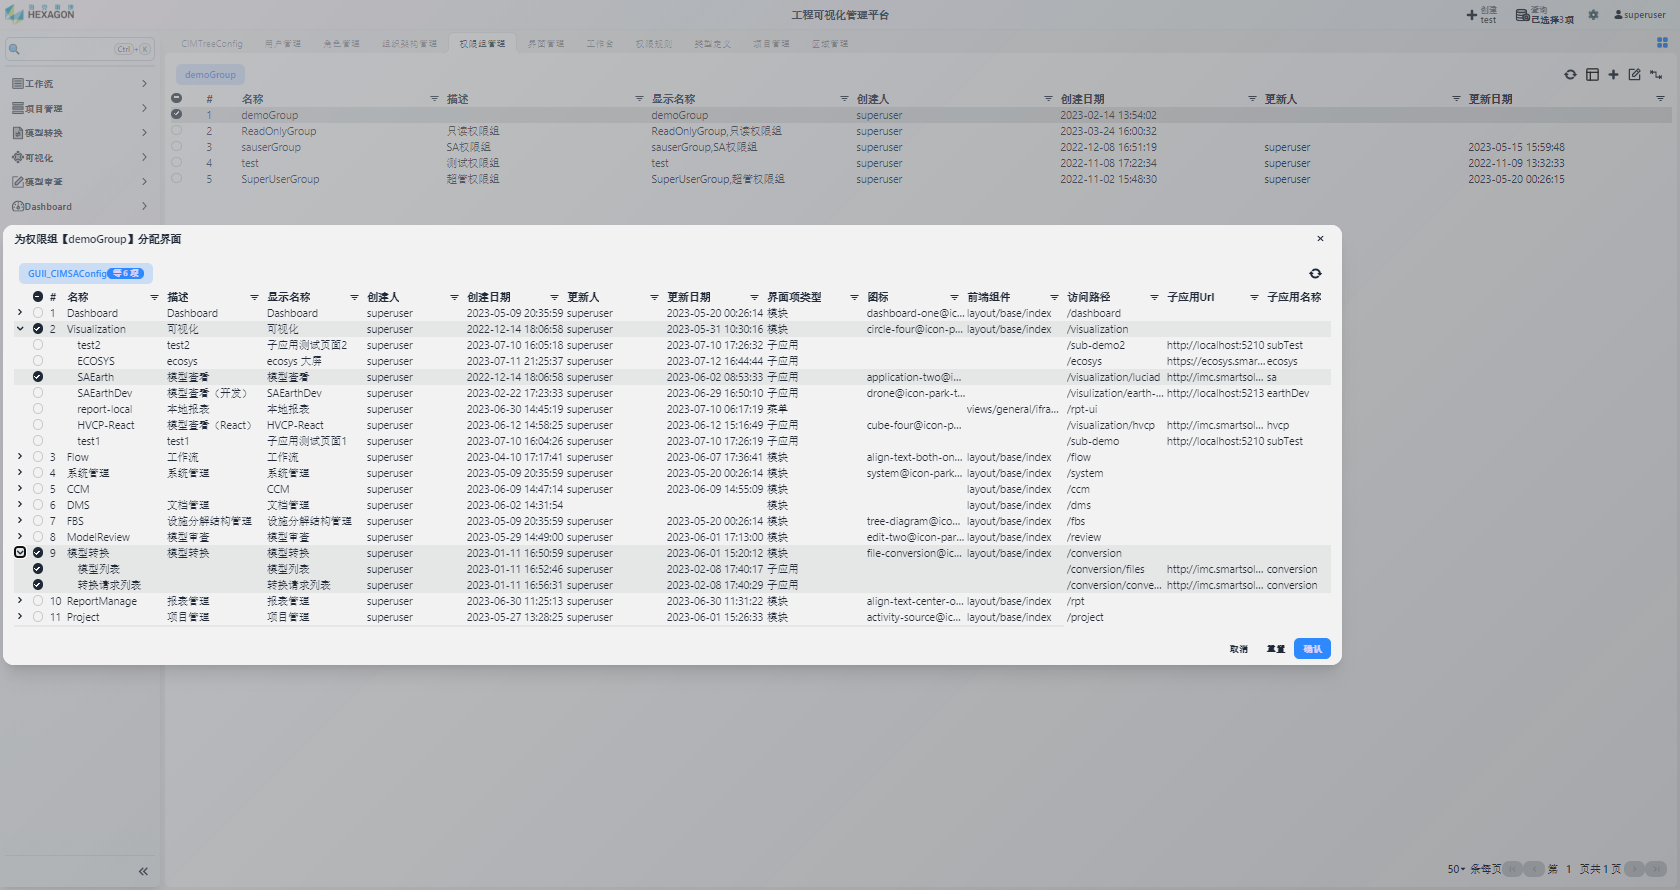 HEXAGON
工程可视化管理平台
创建
test
查询
已选择3项
superuser
Ctrl + K
CIMTreeConfig 用户管理 角色管理 组织架构管理 权限组管理 界面管理 工作台 权限规则 类型定义 项目管理 区域管理
工作流
项目管理
模型转换
可视化
模型审查
Dashboard
demoGroup
# 名称 描述 显示名称 创建人 创建日期 更新人 更新日期
1 demoGroup demoGroup superuser 2023-02-14 13:54:02
2 ReadOnlyGroup 只读权限组 ReadOnlyGroup,只读权限组 superuser 2023-03-24 16:00:32
3 sauserGroup SA权限组 sauserGroup,SA权限组 superuser 2022-12-08 16:51:19 superuser 2023-05-15 15:59:48
4 test 测试权限组 test superuser 2022-11-08 17:22:34 superuser 2022-11-09 13:32:33
5 SuperUserGroup 超管权限组 SuperUserGroup,超管权限组 superuser 2022-11-02 15:48:30 superuser 2023-05-20 00:26:15
为权限组【demoGroup】分配界面
GUII_CIMSAConfig 等6项
# 名称 描述 显示名称 创建人 创建日期 更新人 更新日期 界面项类型 图标 前端组件 访问路径 子应用Url 子应用名称
1 Dashboard Dashboard Dashboard superuser 2023-05-09 20:35:59 superuser 2023-05-20 00:26:14 模块 dashboard-one@ic... layout/base/index /dashboard
2 Visualization 可视化 可视化 superuser 2022-12-14 18:06:58 superuser 2023-05-31 10:30:16 模块 circle-four@icon-p... layout/base/index /visualization
test2 test2 子应用测试页面2 superuser 2023-07-10 16:05:18 superuser 2023-07-10 17:26:32 子应用 /sub-demo2 http://localhost:5210 subTest
ECOSYS ecosys ecosys 大屏 superuser 2023-07-11 21:25:37 superuser 2023-07-12 16:44:44 子应用 /ecosys https://ecosys.smar... ecosys
SAEarth 模型查看 模型查看 superuser 2022-12-14 18:06:58 superuser 2023-06-02 08:53:33 子应用 application-two@i... /visualization/luciad http://imc.smartsol... sa
SAEarthDev 模型查看（开发） SAEarthDev superuser 2023-02-22 17:23:33 superuser 2023-06-29 16:50:10 子应用 drone@icon-park-t... /visulization/earth-... http://localhost:5213 earthDev
report-local 本地报表 本地报表 superuser 2023-06-30 14:45:19 superuser 2023-07-10 06:17:19 菜单 views/general/ifra... /rpt-ui
HVCP-React 模型查看（React） HVCP-React superuser 2023-06-12 14:58:25 superuser 2023-06-12 15:16:49 子应用 cube-four@icon-p... /visualization/hvcp http://imc.smartsol... hvcp
test1 test1 子应用测试页面1 superuser 2023-07-10 16:04:26 superuser 2023-07-10 17:26:19 子应用 /sub-demo http://localhost:5210 subTest
3 Flow 工作流 工作流 superuser 2023-04-10 17:17:41 superuser 2023-06-07 17:36:41 模块 align-text-both-on... layout/base/index /flow
4 系统管理 系统管理 系统管理 superuser 2023-05-09 20:35:59 superuser 2023-05-20 00:26:14 模块 system@icon-park... layout/base/index /system
5 CCM CCM superuser 2023-06-09 14:47:14 superuser 2023-06-09 14:55:09 模块 layout/base/index /ccm
6 DMS 文档管理 文档管理 superuser 2023-06-02 14:31:54 模块 layout/base/index /dms
7 FBS 设施分解结构管理 设施分解结构管理 superuser 2023-05-09 20:35:59 superuser 2023-05-20 00:26:14 模块 tree-diagram@ico... layout/base/index /fbs
8 ModelReview 模型审查 模型审查 superuser 2023-05-29 14:49:00 superuser 2023-06-01 17:13:00 模块 edit-two@icon-par... layout/base/index /review
9 模型转换 模型转换 模型转换 superuser 2023-01-11 16:50:59 superuser 2023-06-01 15:20:12 模块 file-conversion@ic... layout/base/index /conversion
模型列表 模型列表 superuser 2023-01-11 16:52:46 superuser 2023-02-08 17:40:17 子应用 /conversion/files http://imc.smartsol... conversion
转换请求列表 转换请求列表 superuser 2023-01-11 16:56:31 superuser 2023-02-08 17:40:29 子应用 /conversion/conve... http://imc.smartsol... conversion
10 ReportManage 报表管理 报表管理 superuser 2023-06-30 11:25:13 superuser 2023-06-30 11:31:22 模块 align-text-center-o... layout/base/index /rpt
11 Project 项目管理 项目管理 superuser 2023-05-27 13:28:25 superuser 2023-06-01 15:26:33 模块 activity-source@ic... layout/base/index /project
取消 重置 确认
50 条每页 第 1 页共1页